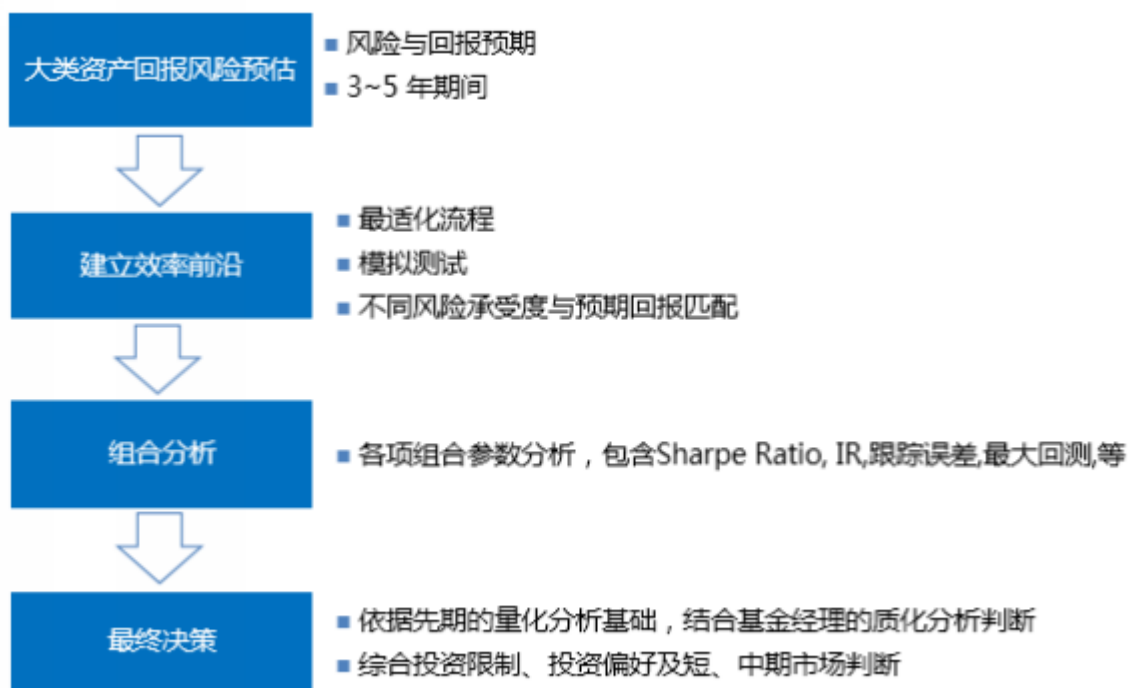 大类资产回报风险预估
■ 风险与回报预期
■ 3~5 年期间
建立效率前沿
■ 最适化流程
■ 模拟测试
■ 不同风险承受度与预期回报匹配
组合分析
■ 各项组合参数分析，包含Sharpe Ratio, IR,跟踪误差,最大回测,等
最终决策
■ 依据先期的量化分析基础，结合基金经理的质化分析判断
■ 综合投资限制、投资偏好及短、中期市场判断